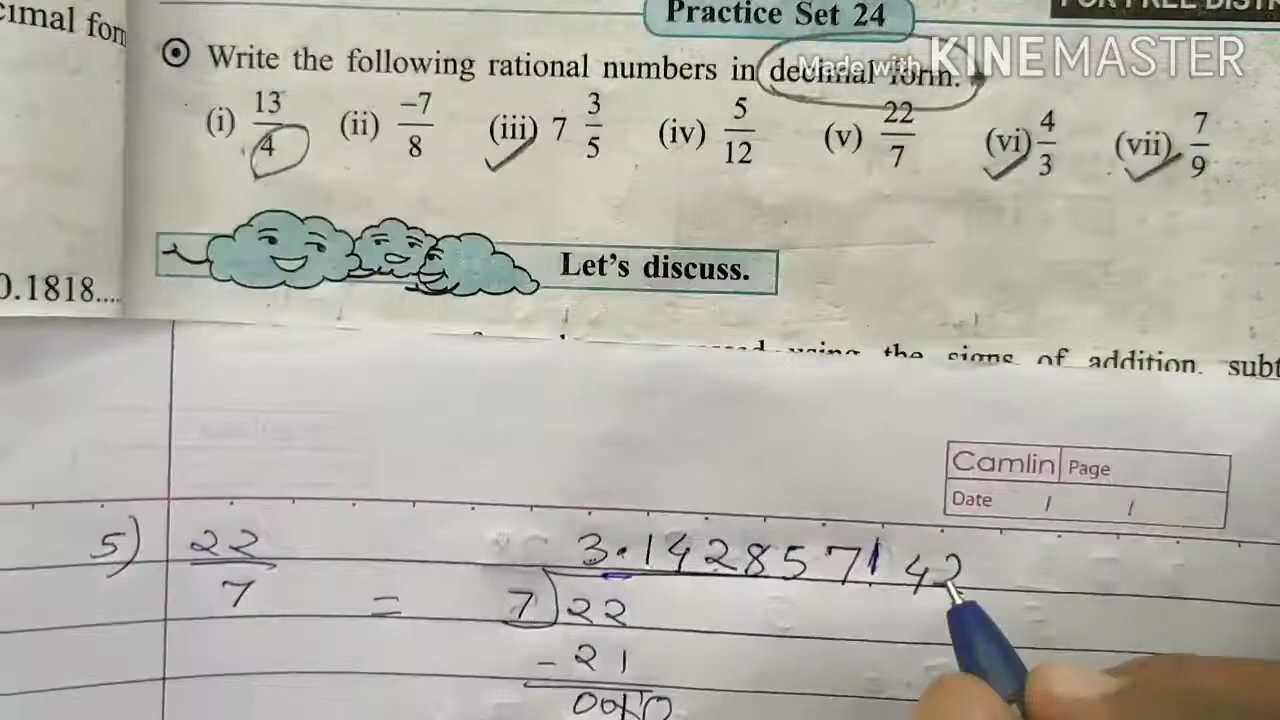 cimal form
Practice Set 24
Write the following rational numbers in decimal form.
Made with KINEMASTER
(i) 13/4 (ii) -7/8 (iii) 7 3/5 (iv) 5/12 (v) 22/7 (vi) 4/3 (vii) 7/9
Let's discuss.
0.1818....
using the signs of addition, subt
Camlin Page
Date / /
5) 22/7 = 3.142857142
7)22
- 21